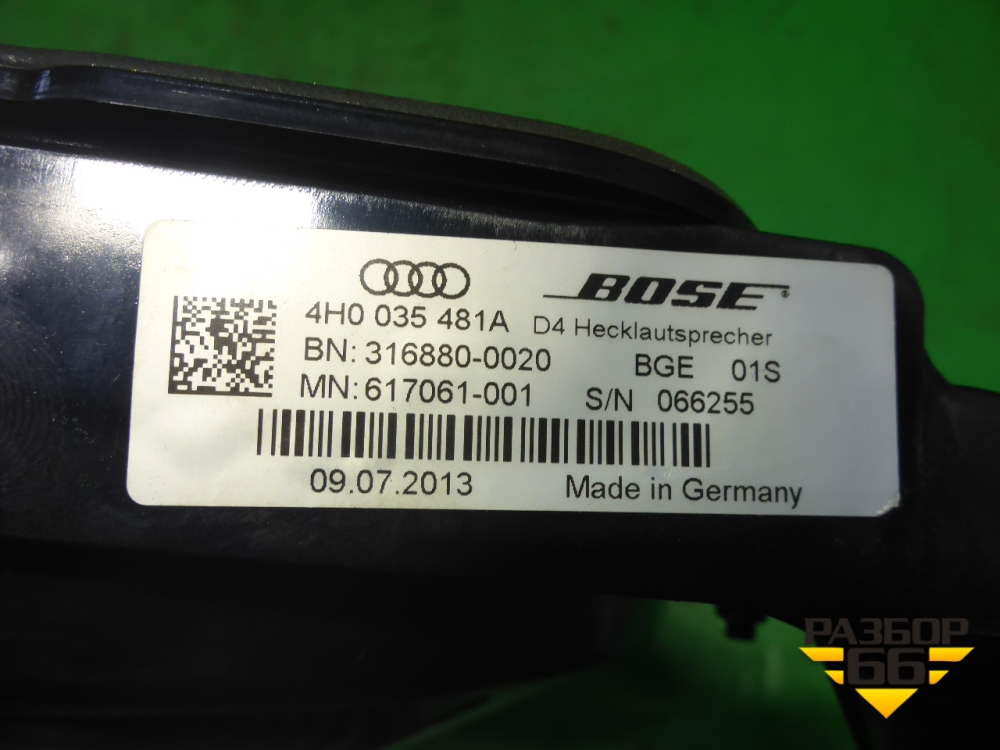 BOSE®
4H0 035 481A D4 Hecklautsprecher
BN: 316880-0020 BGE 01S
MN: 617061-001 S/N 066255
09.07.2013 Made in Germany
РАЗБОР
66